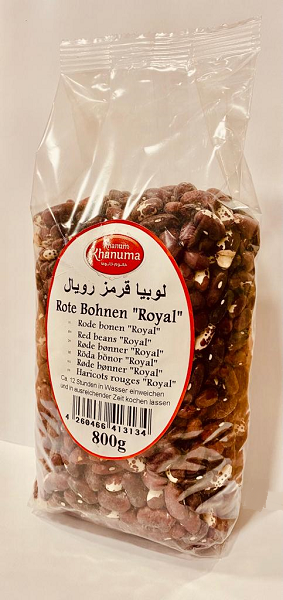 Khanum
Khanuma
لوبيا قرمز رويال
Rote Bohnen "Royal"
Rode bonen "Royal"
Red beans "Royal"
Røde bønner "Royal"
Röda bönor "Royal"
Røde bønner "Royal"
Haricots rouges "Royal"
Ca. 12 Stunden in Wasser einweichen
und in ausreichender Zeit kochen lassen
4 260466 413134
800g